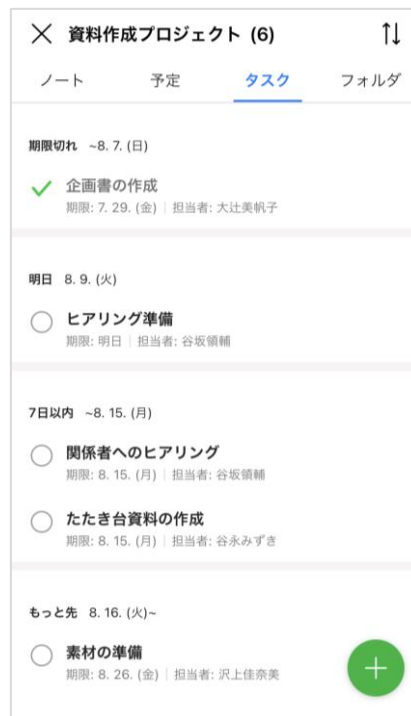 資料作成プロジェクト (6)
ノート 予定 タスク フォルダ
期限切れ ~8. 7. (日)
企画書の作成
期限: 7. 29. (金) | 担当者: 大辻美帆子
明日 8. 9. (火)
ヒアリング準備
期限: 明日 | 担当者: 谷坂領輔
7日以内 ~8. 15. (月)
関係者へのヒアリング
期限: 8. 15. (月) | 担当者: 谷坂領輔
たたき台資料の作成
期限: 8. 15. (月) | 担当者: 谷永みずき
もっと先 8. 16. (火)~
素材の準備
期限: 8. 26. (金) | 担当者: 沢上佳奈美